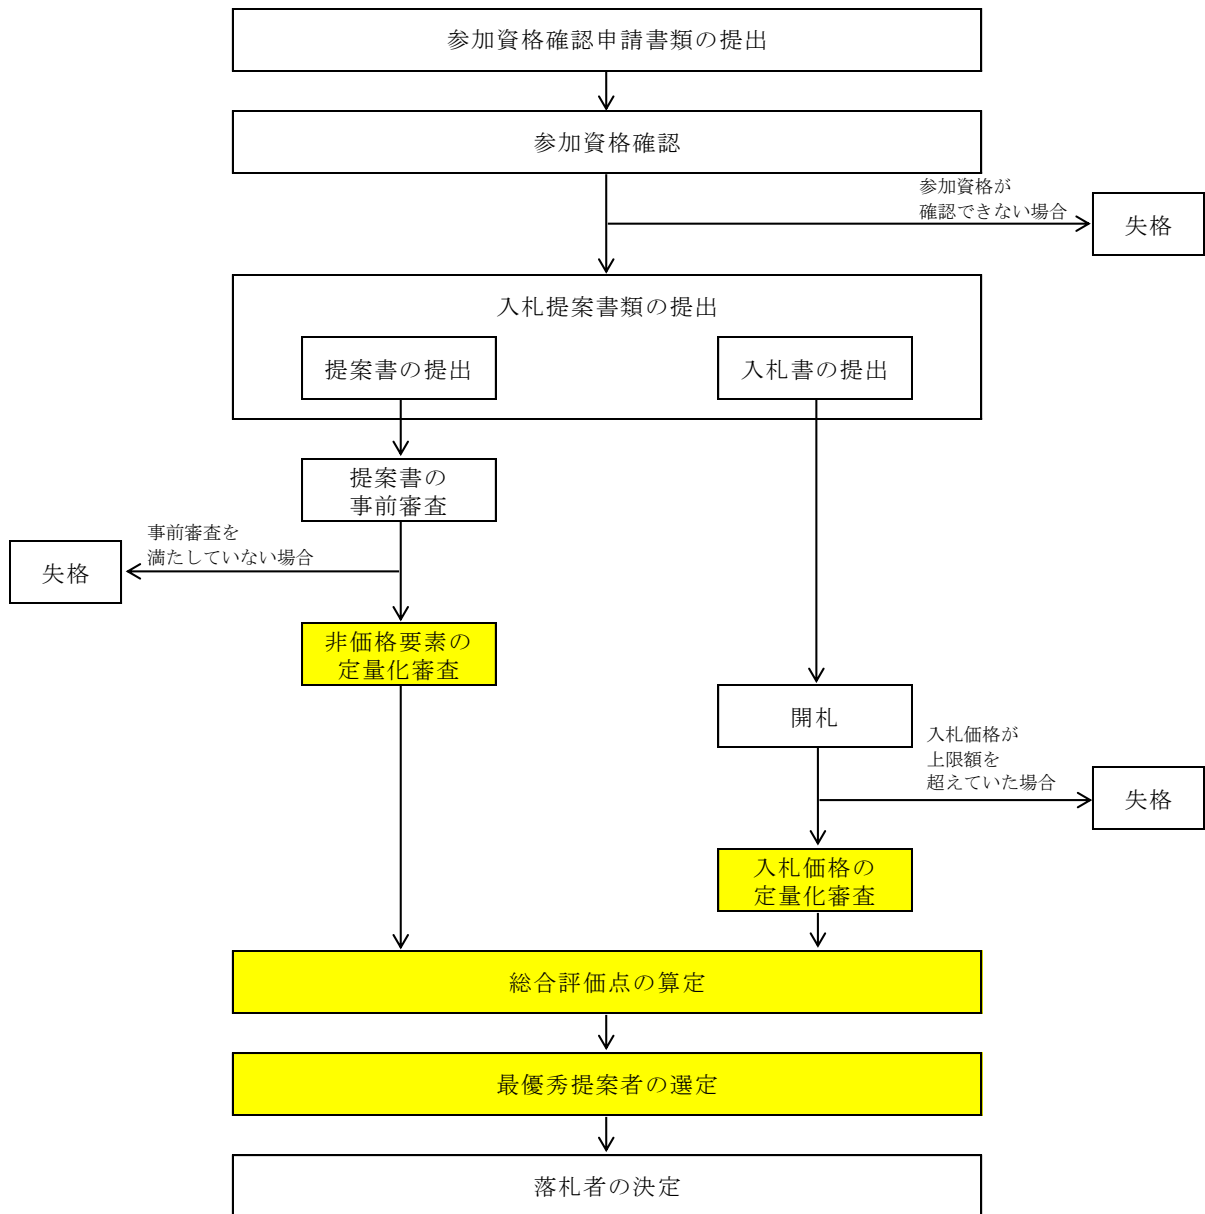 参加資格確認申請書類の提出
参加資格確認
参加資格が
確認できない場合
失格
入札提案書類の提出
提案書の提出
入札書の提出
提案書の
事前審査
事前審査を
満たしていない場合
失格
非価格要素の
定量化審査
開札
入札価格が
上限額を
超えていた場合
失格
入札価格の
定量化審査
総合評価点の算定
最優秀提案者の選定
落札者の決定